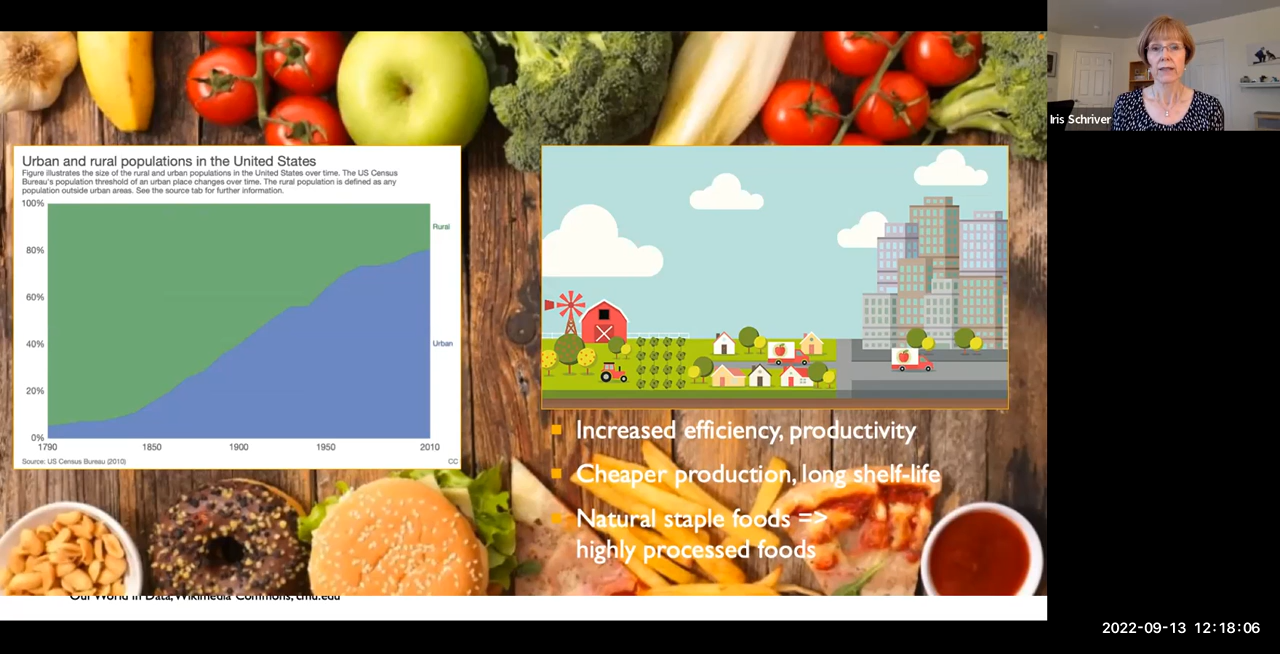 Iris Schriver
Urban and rural populations in the United States
Figure illustrates the size of the rural and urban populations in the United States over time. The US Census
Bureau's population threshold of an urban place changes over time. The rural population is defined as any
population outside urban areas. See the source tab for further information.
100%
80%
60%
40%
20%
0%
Rural
Urban
1790
1850
1900
1950
2010
Source: US Census Bureau (2010)
CC
Increased efficiency, productivity
Cheaper production, long shelf-life
Natural staple foods =>
highly processed foods
Our World in Data, Wikimedia Commons, cmu.edu
2022-09-13 12:18:06